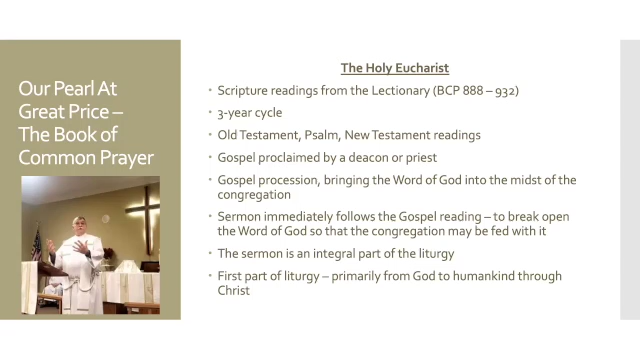 Our Pearl At
Great Price –
The Book of
Common Prayer
The Holy Eucharist
• Scripture readings from the Lectionary (BCP 888 – 932)
• 3-year cycle
• Old Testament, Psalm, New Testament readings
• Gospel proclaimed by a deacon or priest
• Gospel procession, bringing the Word of God into the midst of the
congregation
• Sermon immediately follows the Gospel reading – to break open
the Word of God so that the congregation may be fed with it
• The sermon is an integral part of the liturgy
• First part of liturgy – primarily from God to humankind through
Christ